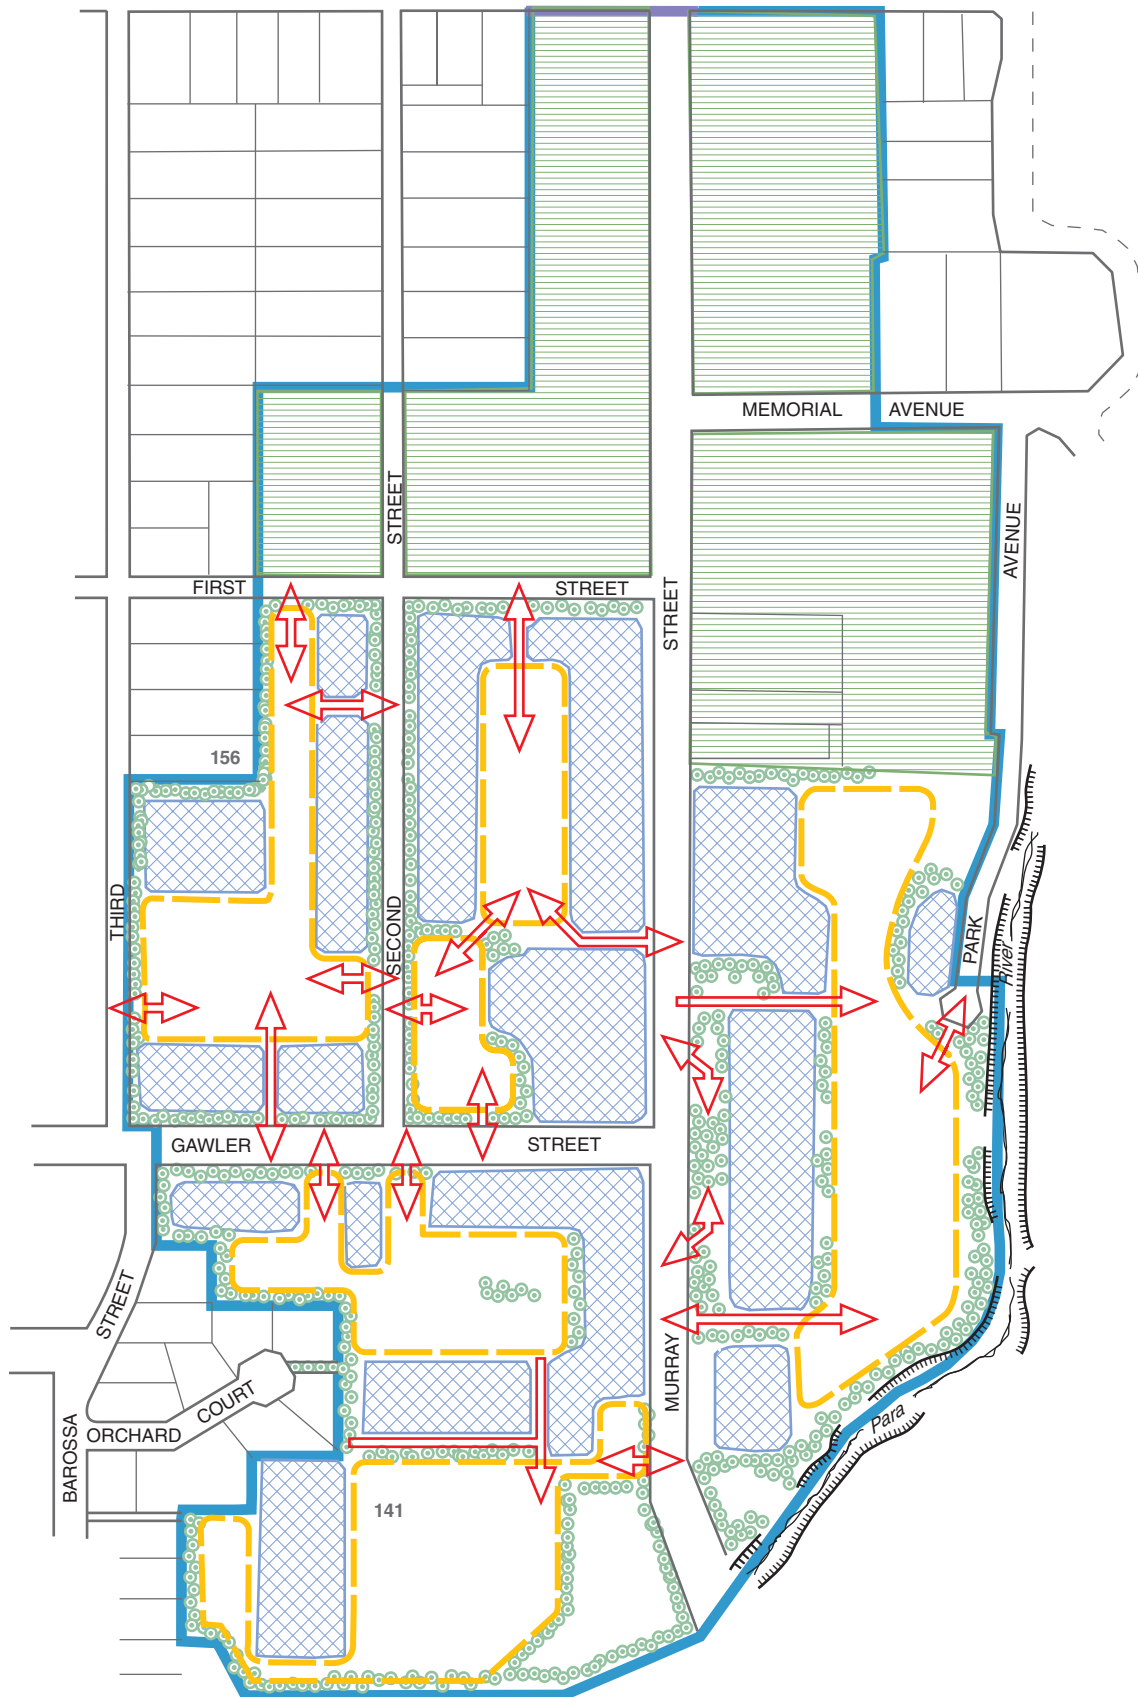 MEMORIAL AVENUE
STREET
AVENUE
FIRST
STREET
STREET
156
THIRD
SECOND
PARK
River
GAWLER
STREET
STREET
MURRAY
COURT
ORCHARD
Para
BAROSSA
141